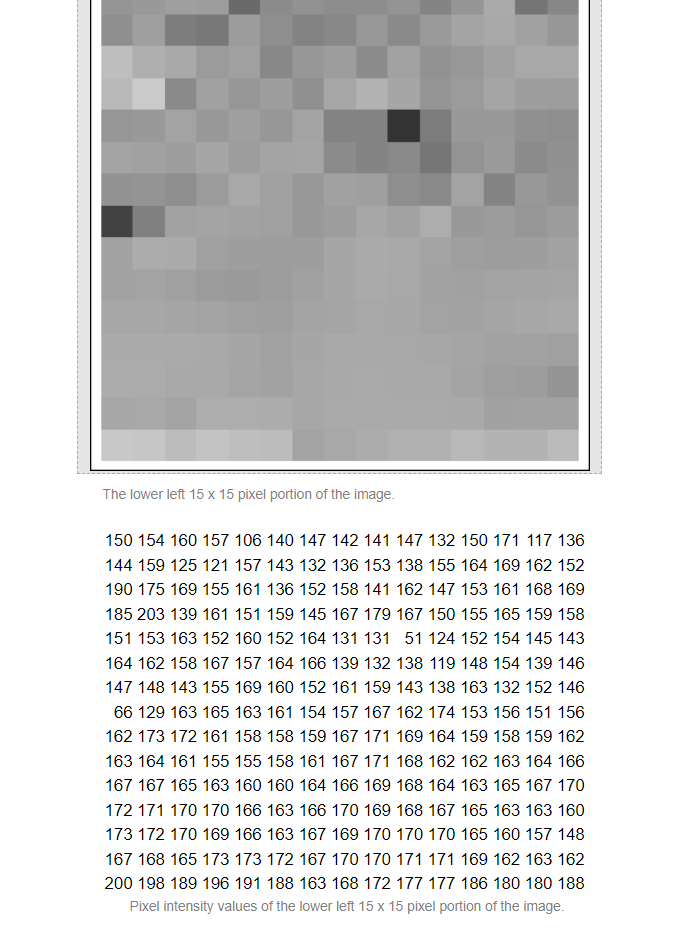 The lower left 15 x 15 pixel portion of the image.
150 154 160 157 106 140 147 142 141 147 132 150 171 117 136
144 159 125 121 157 143 132 136 153 138 155 164 169 162 152
190 175 169 155 161 136 152 158 141 162 147 153 161 168 169
185 203 139 161 151 159 145 167 179 167 150 155 165 159 158
151 153 163 152 160 152 164 131 131 51 124 152 154 145 143
164 162 158 167 157 164 166 139 132 138 119 148 154 139 146
147 148 143 155 169 160 152 161 159 143 138 163 132 152 146
66 129 163 165 163 161 154 157 167 162 174 153 156 151 156
162 173 172 161 158 158 159 167 171 169 164 159 158 159 162
163 164 161 155 155 158 161 167 171 168 162 162 163 164 166
167 167 165 163 160 160 164 166 169 168 164 163 165 167 170
172 171 170 170 166 163 166 170 169 168 167 165 163 163 160
173 172 170 169 166 163 167 169 170 170 170 165 160 157 148
167 168 165 173 173 172 167 170 170 171 171 169 162 163 162
200 198 189 196 191 188 163 168 172 177 177 186 180 180 188
Pixel intensity values of the lower left 15 x 15 pixel portion of the image.